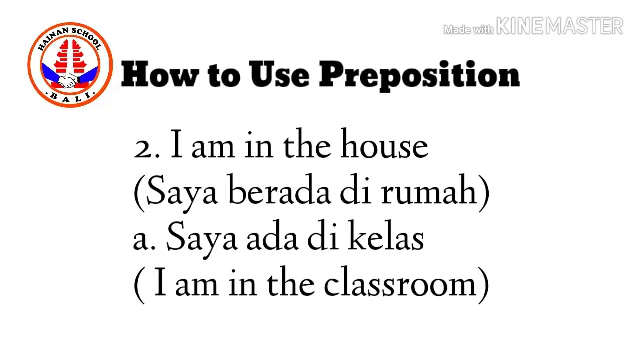 HAINAN SCHOOL
. BALI .
Made with KINEMASTER
How to Use Preposition
2. I am in the house
(Saya berada di rumah)
a. Saya ada di kelas
( I am in the classroom)